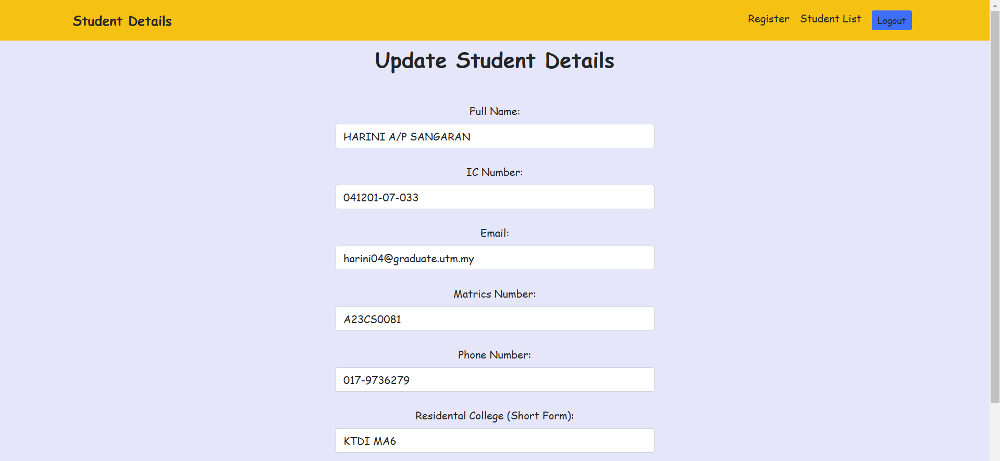 Student Details
Register Student List Logout
Update Student Details
Full Name:
HARINI A/P SANGARAN
IC Number:
041201-07-033
Email:
harini04@graduate.utm.my
Matrics Number:
A23CS0081
Phone Number:
017-9736279
Residental College (Short Form):
KTDI MA6